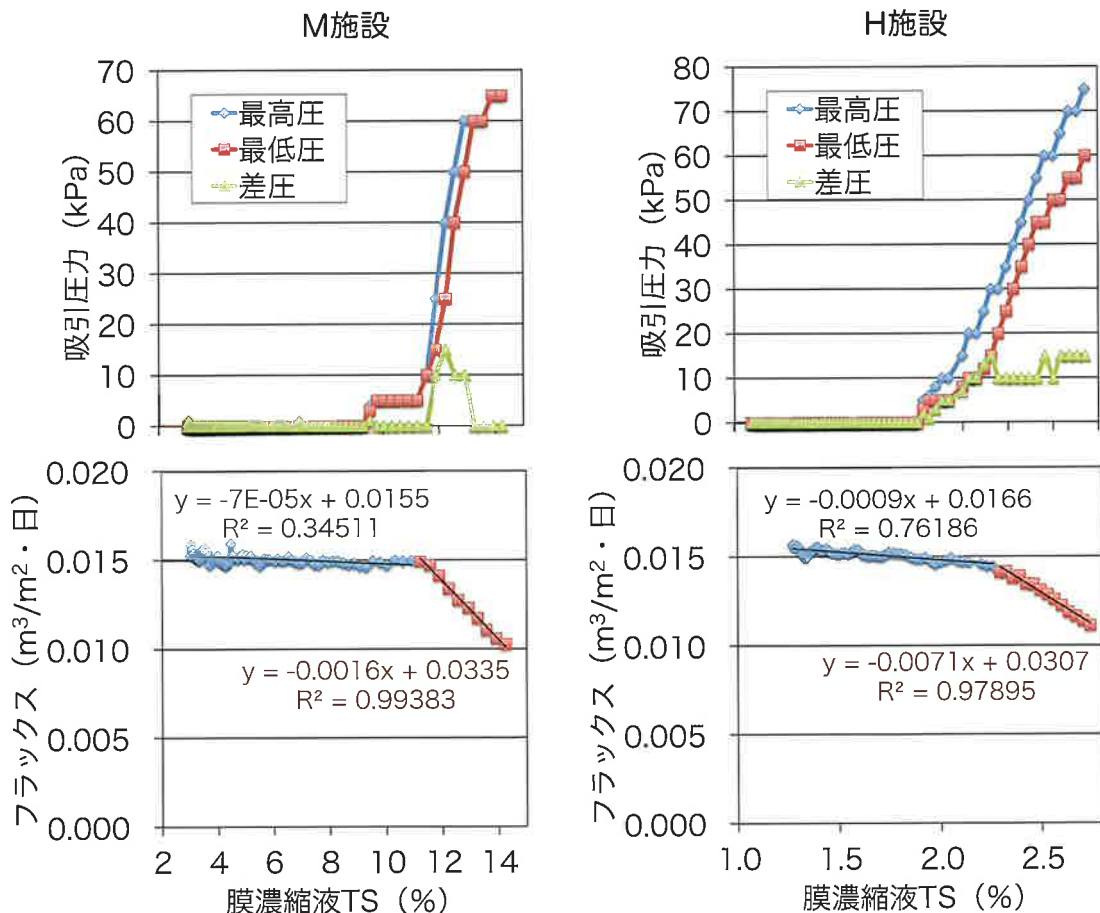 M施設
70
60
50
40
30
20
10
0
吸引圧力 (kPa)
最高圧
最低圧
差圧
H施設
80
70
60
50
40
30
20
10
0
吸引圧力 (kPa)
最高圧
最低圧
差圧
0.020
0.015
0.010
0.005
0.000
フラックス (m³/m²・日)
y = -7E-05x + 0.0155
R² = 0.34511
y = -0.0016x + 0.0335
R² = 0.99383
2 4 6 8 10 12 14
膜濃縮液TS (%)
0.020
0.015
0.010
0.005
0.000
フラックス (m³/m²・日)
y = -0.0009x + 0.0166
R² = 0.76186
y = -0.0071x + 0.0307
R² = 0.97895
1.0 1.5 2.0 2.5
膜濃縮液TS (%)